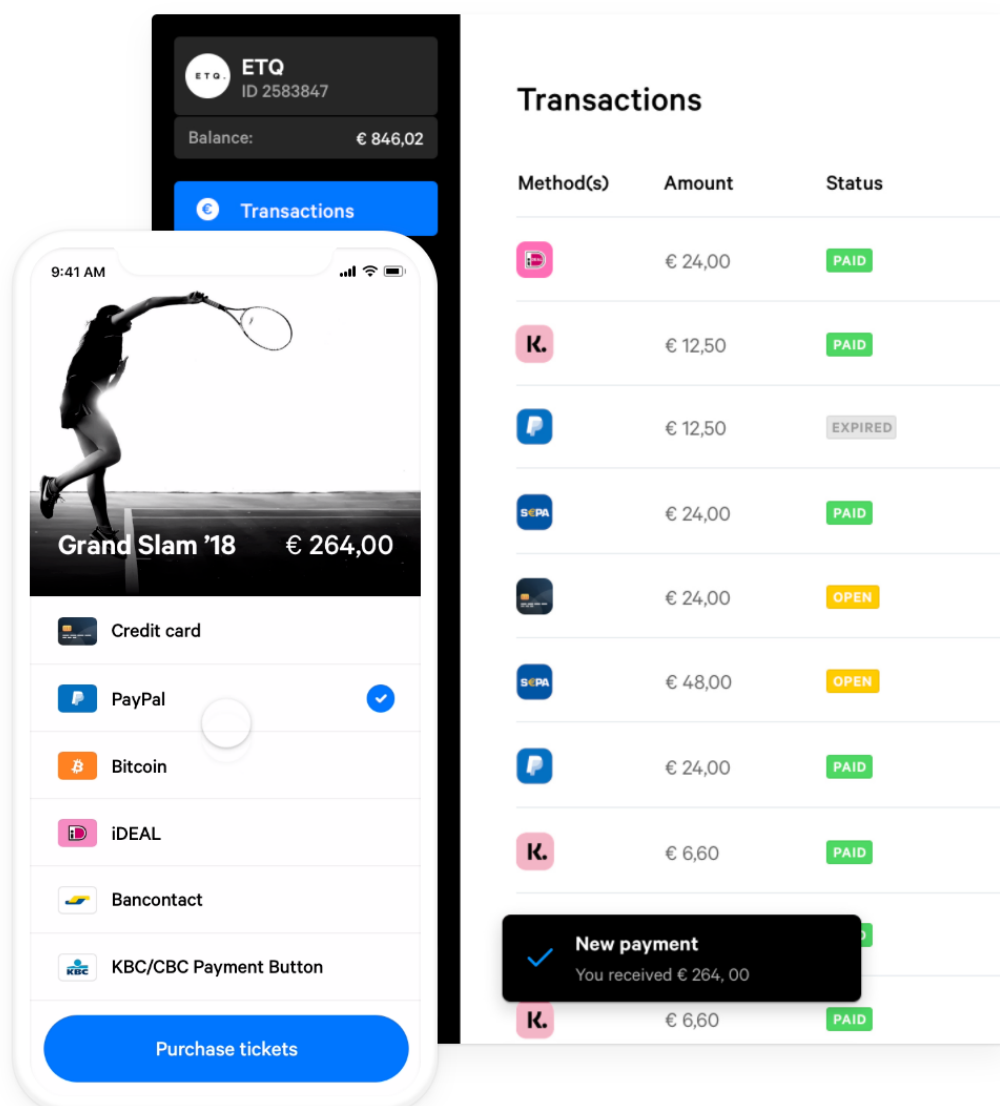 ETQ.
ETQ
ID 2583847
Balance: € 846,02
€ Transactions
Transactions
Method(s) Amount Status
iDEAL € 24,00 PAID
K. € 12,50 PAID
P € 12,50 EXPIRED
S€PA € 24,00 PAID
€ 24,00 OPEN
S€PA € 48,00 OPEN
P € 24,00 PAID
K. € 6,60 PAID
New payment
You received € 264, 00
K. € 6,60 PAID
9:41 AM
Grand Slam ’18 € 264,00
Credit card
P PayPal
₿ Bitcoin
iD iDEAL
Bancontact
KBC KBC/CBC Payment Button
Purchase tickets